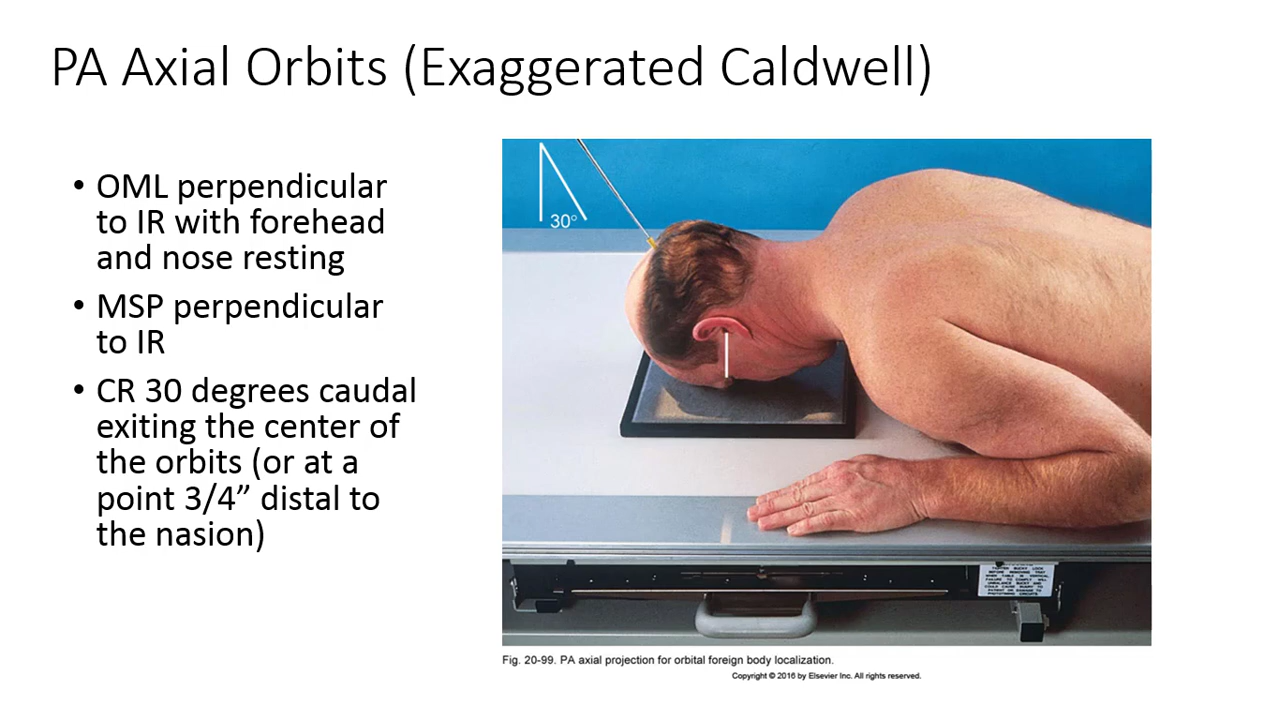 PA Axial Orbits (Exaggerated Caldwell)
• OML perpendicular
to IR with forehead
and nose resting
• MSP perpendicular
to IR
• CR 30 degrees caudal
exiting the center of
the orbits (or at a
point 3/4” distal to
the nasion)
30°
Fig. 20-99. PA axial projection for orbital foreign body localization.
Copyright © 2016 by Elsevier Inc. All rights reserved.